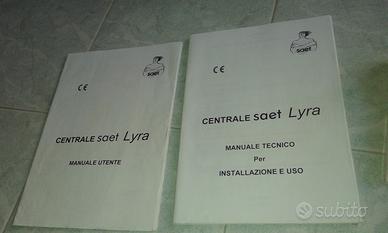 saet
CE
CENTRALE saet Lyra
MANUALE UTENTE
saet
CE
CENTRALE saet Lyra
MANUALE TECNICO
Per
INSTALLAZIONE E USO
subito